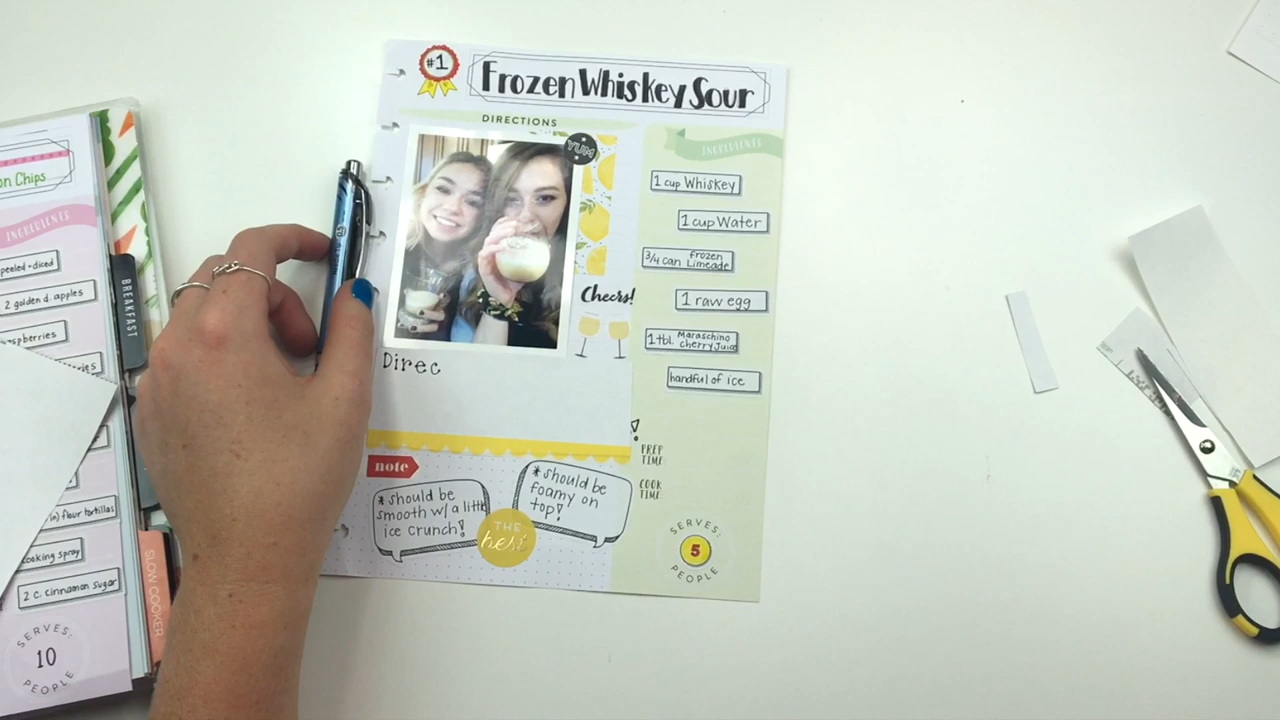 on Chips
INGREDIENTS
peeled + diced
2 golden d. apples
BREAKFAST
in) flour tortillas
cooking spray
2 c. cinnamon sugar
SLOW COOKER
SERVES:
10
PEOPLE
#1
Frozen Whiskey Sour
DIRECTIONS
YUM
Cheers!
Direc
note
* should be
smooth w/ a little
ice crunch!
THE
best
* should be
foamy on
top!
INGREDIENTS
1 cup Whiskey
1 cup Water
3/4 can frozen
Limeade
1 raw egg
1 tbl. Maraschino
cherry Juice
handful of ice
PREP
TIME
COOK
TIME
SERVES:
5
PEOPLE